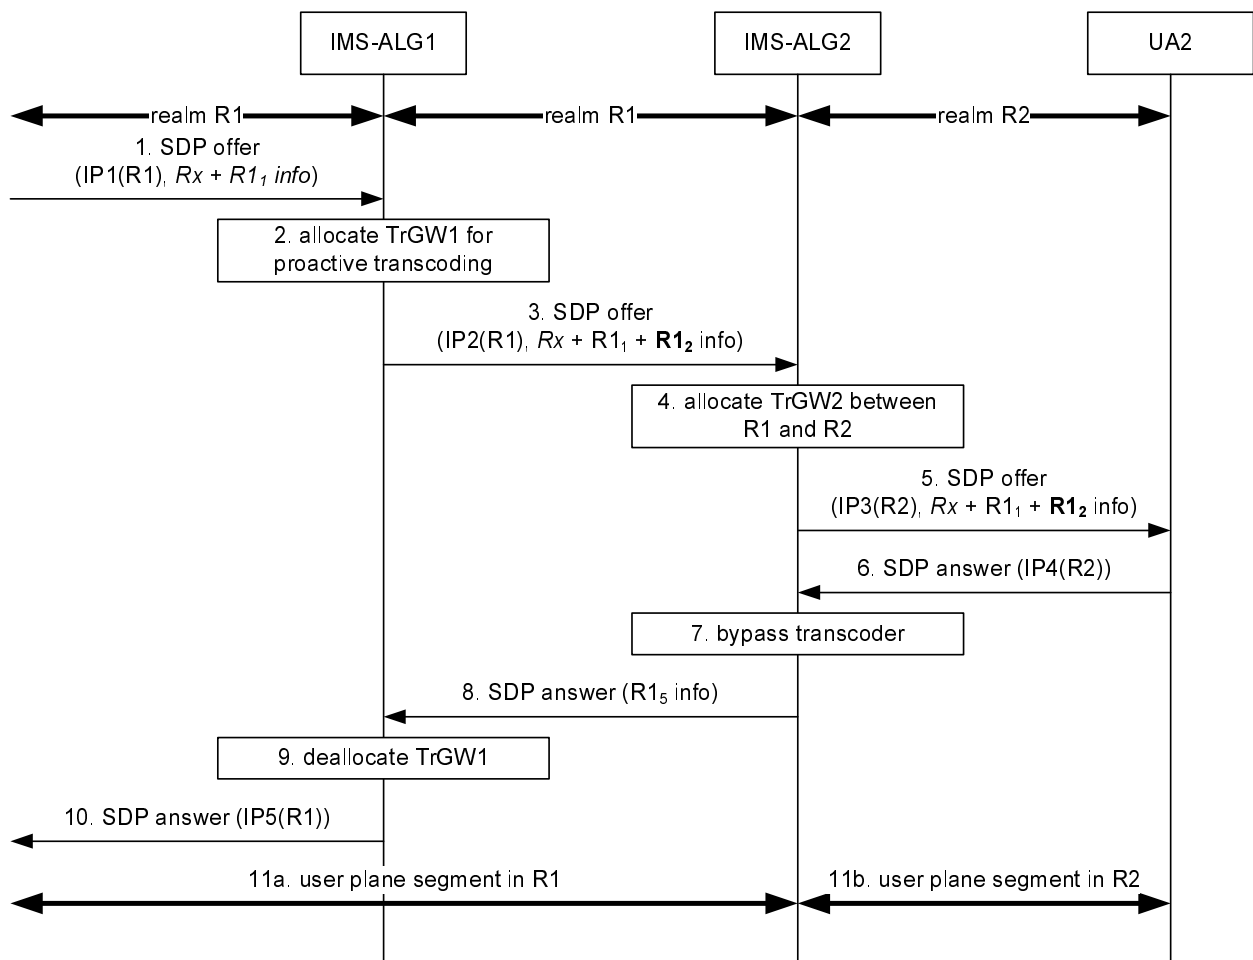 IMS-ALG1
IMS-ALG2
UA2
realm R1
realm R1
realm R2
1. SDP offer
(IP1(R1), Rx + R1₁ info)
2. allocate TrGW1 for
proactive transcoding
3. SDP offer
(IP2(R1), Rx + R1₁ + R1₂ info)
4. allocate TrGW2 between
R1 and R2
5. SDP offer
(IP3(R2), Rx + R1₁ + R1₂ info)
6. SDP answer (IP4(R2))
7. bypass transcoder
8. SDP answer (R1₅ info)
9. deallocate TrGW1
10. SDP answer (IP5(R1))
11a. user plane segment in R1
11b. user plane segment in R2